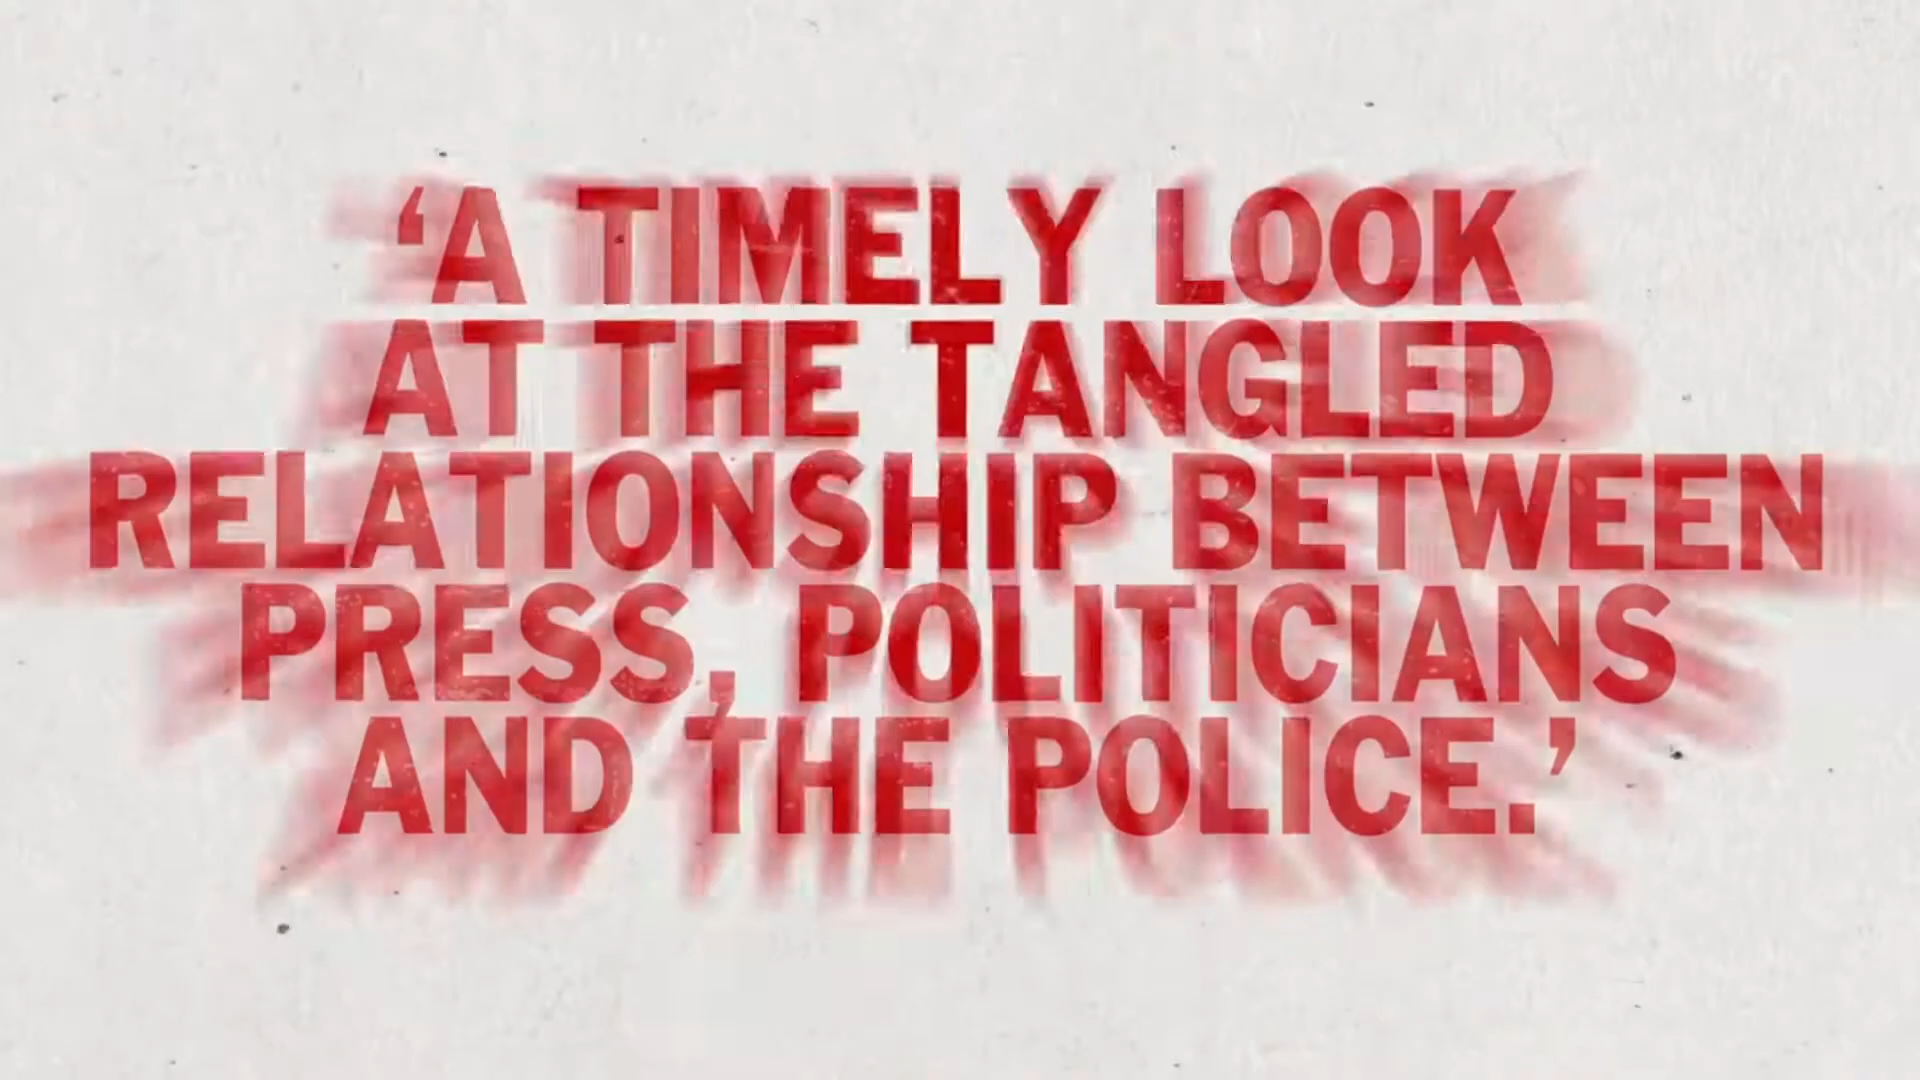 ‘A TIMELY LOOK
AT THE TANGLED
RELATIONSHIP BETWEEN
PRESS, POLITICIANS
AND THE POLICE.’